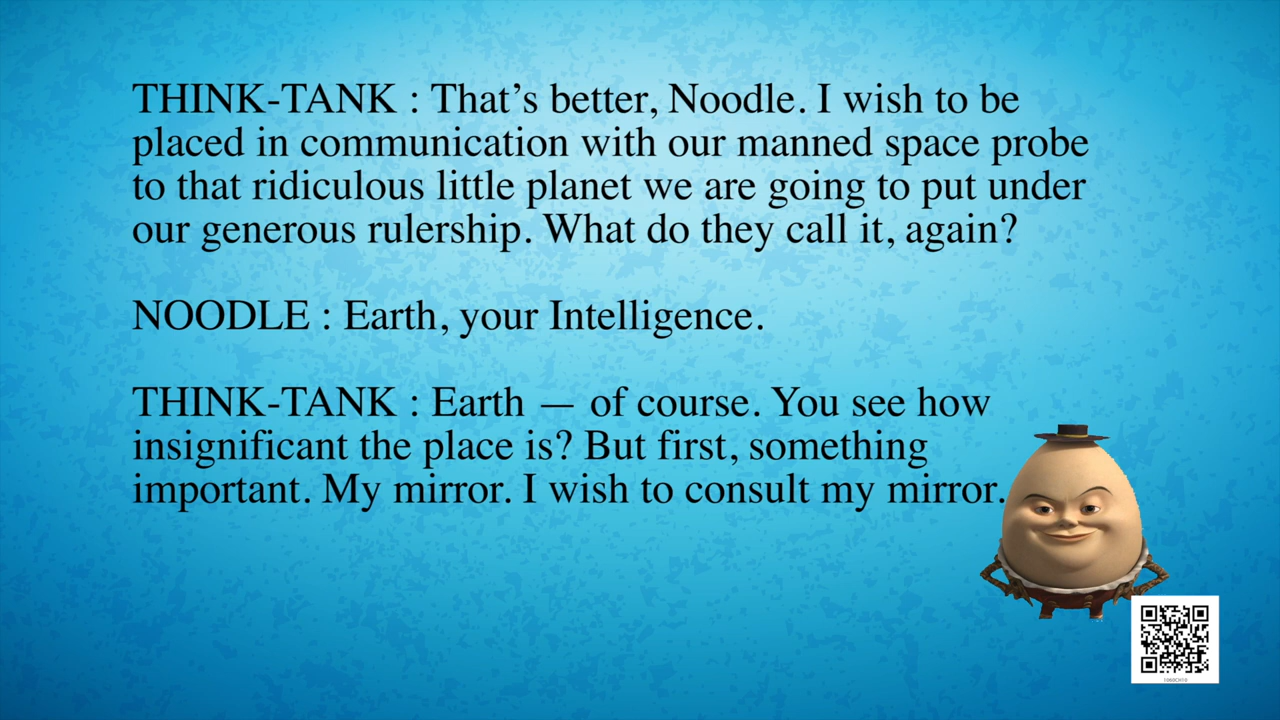 THINK-TANK : That’s better, Noodle. I wish to be
placed in communication with our manned space probe
to that ridiculous little planet we are going to put under
our generous rulership. What do they call it, again?
NOODLE : Earth, your Intelligence.
THINK-TANK : Earth — of course. You see how
insignificant the place is? But first, something
important. My mirror. I wish to consult my mirror.